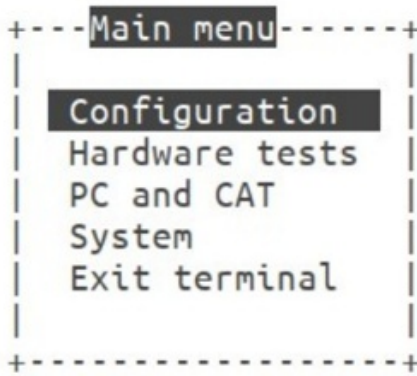 Main menu
Configuration
Hardware tests
PC and CAT
System
Exit terminal